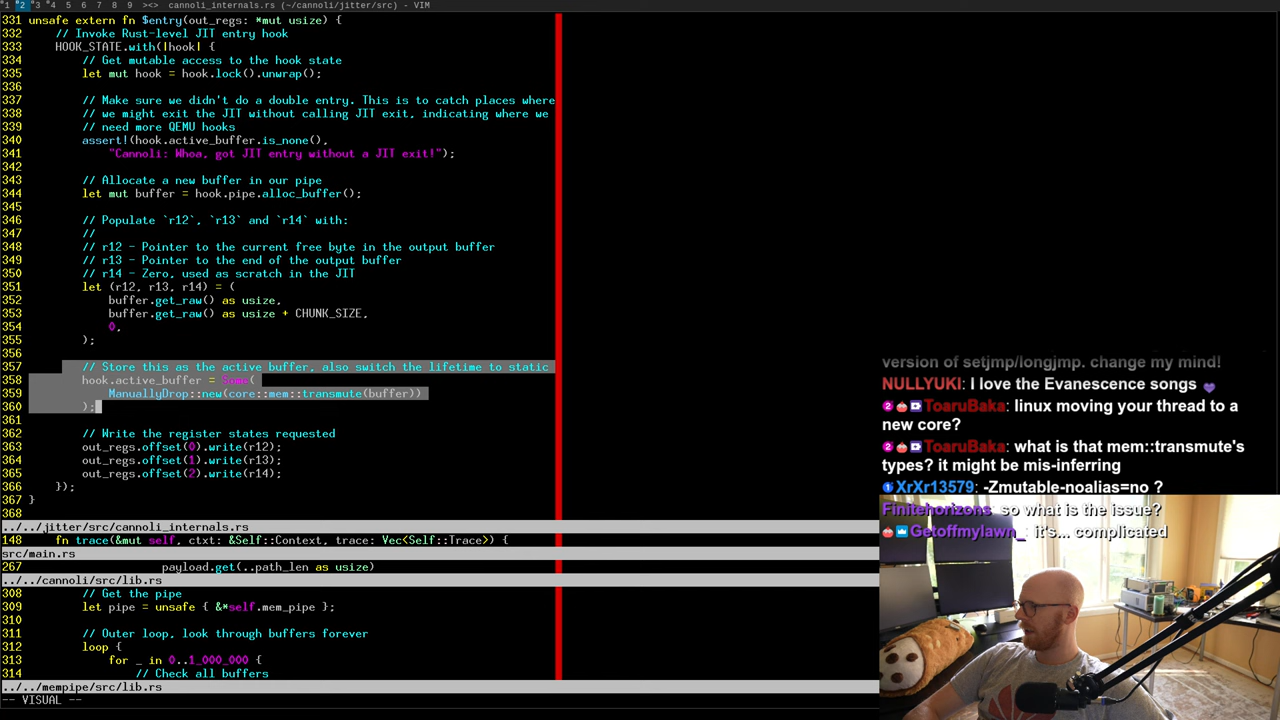 1 2 3 4 5 6 7 8 9 ><> cannoli_internals.rs (~/cannoli/jitter/src) - VIM
331 unsafe extern fn $entry(out_regs: *mut usize) {
332 // Invoke Rust-level JIT entry hook
333 HOOK_STATE.with(|hook| {
334 // Get mutable access to the hook state
335 let mut hook = hook.lock().unwrap();
336
337 // Make sure we didn't do a double entry. This is to catch places where
338 // we might exit the JIT without calling JIT exit, indicating where we
339 // need more QEMU hooks
340 assert!(hook.active_buffer.is_none(),
341 "Cannoli: Whoa, got JIT entry without a JIT exit!");
342
343 // Allocate a new buffer in our pipe
344 let mut buffer = hook.pipe.alloc_buffer();
345
346 // Populate `r12`, `r13` and `r14` with:
347 //
348 // r12 - Pointer to the current free byte in the output buffer
349 // r13 - Pointer to the end of the output buffer
350 // r14 - Zero, used as scratch in the JIT
351 let (r12, r13, r14) = (
352 buffer.get_raw() as usize,
353 buffer.get_raw() as usize + CHUNK_SIZE,
354 0,
355 );
356
357 // Store this as the active buffer, also switch the lifetime to static
358 hook.active_buffer = Some(
359 ManuallyDrop::new(core::mem::transmute(buffer))
360 );
361
362 // Write the register states requested
363 out_regs.offset(0).write(r12);
364 out_regs.offset(1).write(r13);
365 out_regs.offset(2).write(r14);
366 });
367 }
368
../../jitter/src/cannoli_internals.rs
148 fn trace(&mut self, ctxt: &Self::Context, trace: Vec<Self::Trace>) {
src/main.rs
267 payload.get(..path_len as usize)
../../cannoli/src/lib.rs
308 // Get the pipe
309 let pipe = unsafe { &*self.mem_pipe };
310
311 // Outer loop, look through buffers forever
312 loop {
313 for _ in 0..1_000_000 {
314 // Check all buffers
../../mempipe/src/lib.rs
-- VISUAL --
version of setjmp/longjmp. change my mind!
NULLYUKI: I love the Evanescence songs
ToaruBaka: linux moving your thread to a
new core?
ToaruBaka: what is that mem::transmute's
types? it might be mis-inferring
XrXr13579: -Zmutable-noalias=no ?
Finitehorizons: so what is the issue?
Getoffmylawn_: it's... complicated